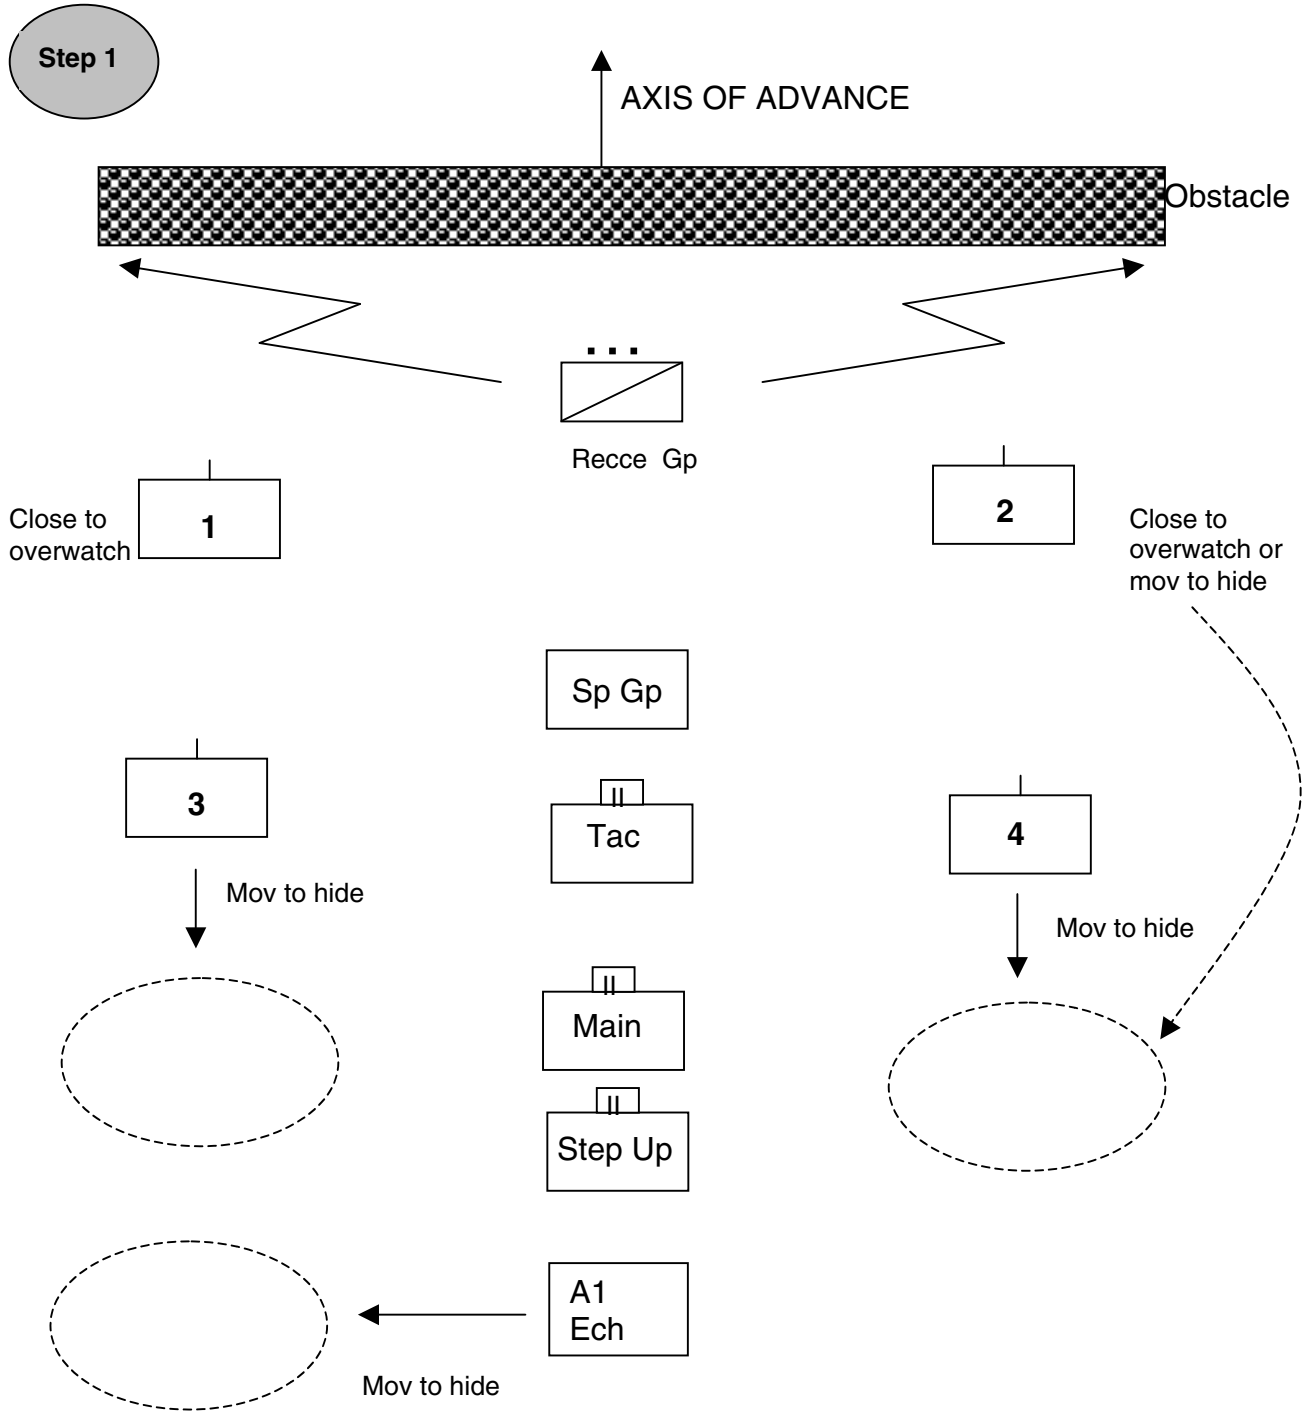 Step 1
AXIS OF ADVANCE
Obstacle
Recce Gp
Close to
overwatch
1
2
Close to
overwatch or
mov to hide
Sp Gp
3
II
Tac
4
Mov to hide
Mov to hide
II
Main
II
Step Up
A1
Ech
Mov to hide